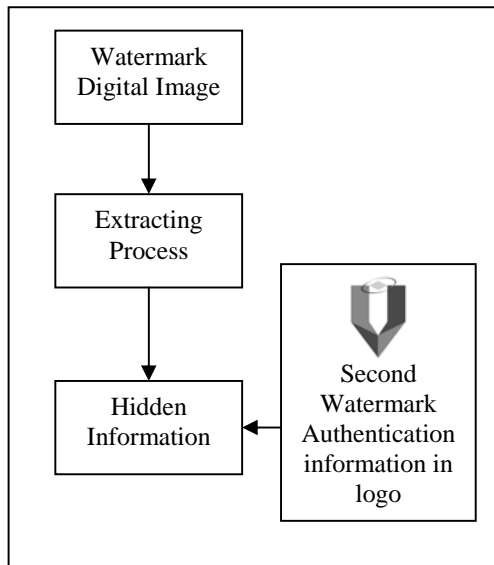 Watermark
Digital Image
Extracting
Process
Hidden
Information
Second
Watermark
Authentication
information in
logo